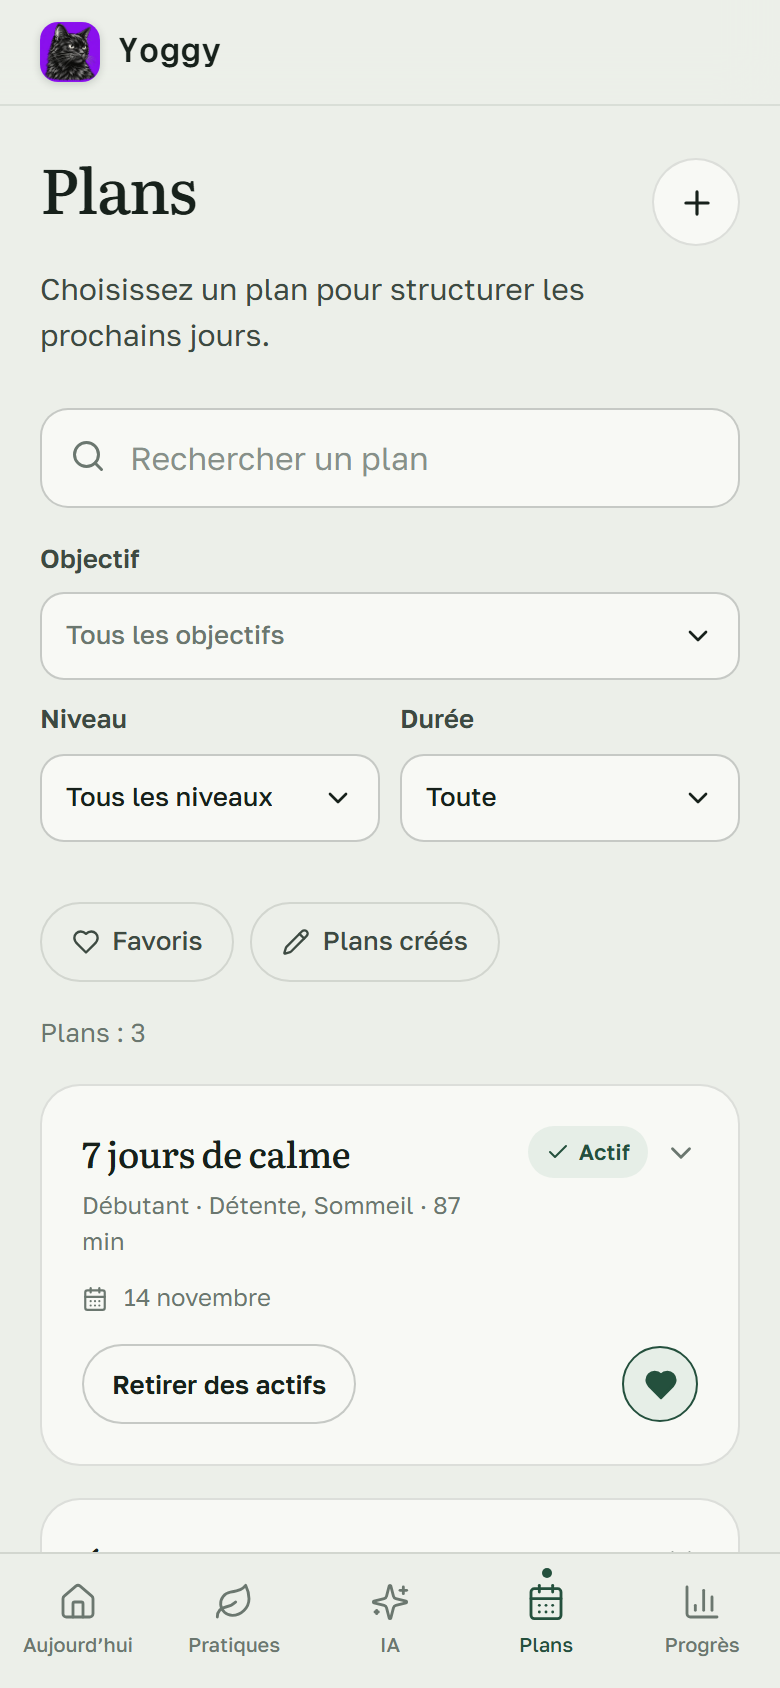 Yoggy
Plans
Choisissez un plan pour structurer les
prochains jours.
Rechercher un plan
Objectif
Tous les objectifs
Niveau
Durée
Tous les niveaux
Toute
Favoris
Plans créés
Plans : 3
7 jours de calme
Actif
Débutant · Détente, Sommeil · 87
min
14 novembre
Retirer des actifs
Aujourd’hui
Pratiques
IA
Plans
Progrès